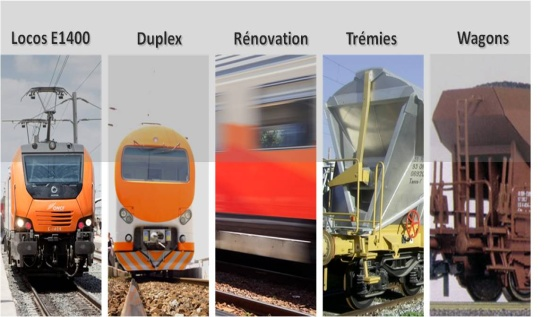 Locos E1400
Duplex
Rénovation
Trémies
Wagons